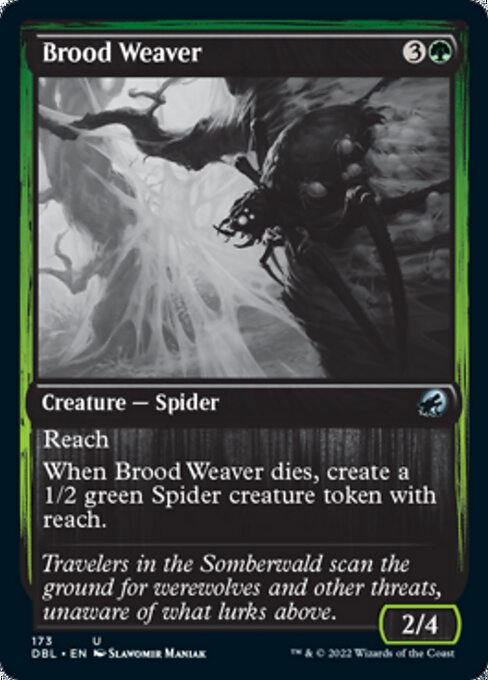 Brood Weaver 3
Creature — Spider
Reach
When Brood Weaver dies, create a
1/2 green Spider creature token with
reach.
Travelers in the Somberwald scan the
ground for werewolves and other threats,
unaware of what lurks above.
2/4
173 U
DBL • EN Slawomir Maniak
™ & © 2022 Wizards of the Coast